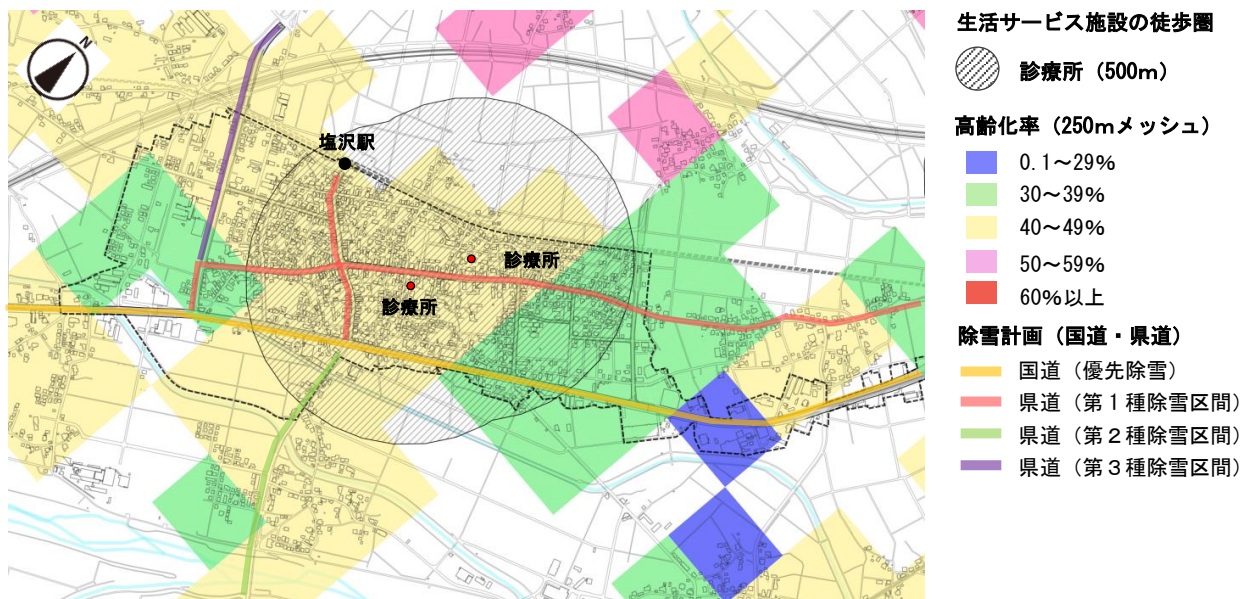 N
塩沢駅
診療所
診療所
生活サービス施設の徒歩圏
診療所（500m）
高齢化率（250mメッシュ）
0.1～29%
30～39%
40～49%
50～59%
60%以上
除雪計画（国道・県道）
国道（優先除雪）
県道（第１種除雪区間）
県道（第２種除雪区間）
県道（第３種除雪区間）